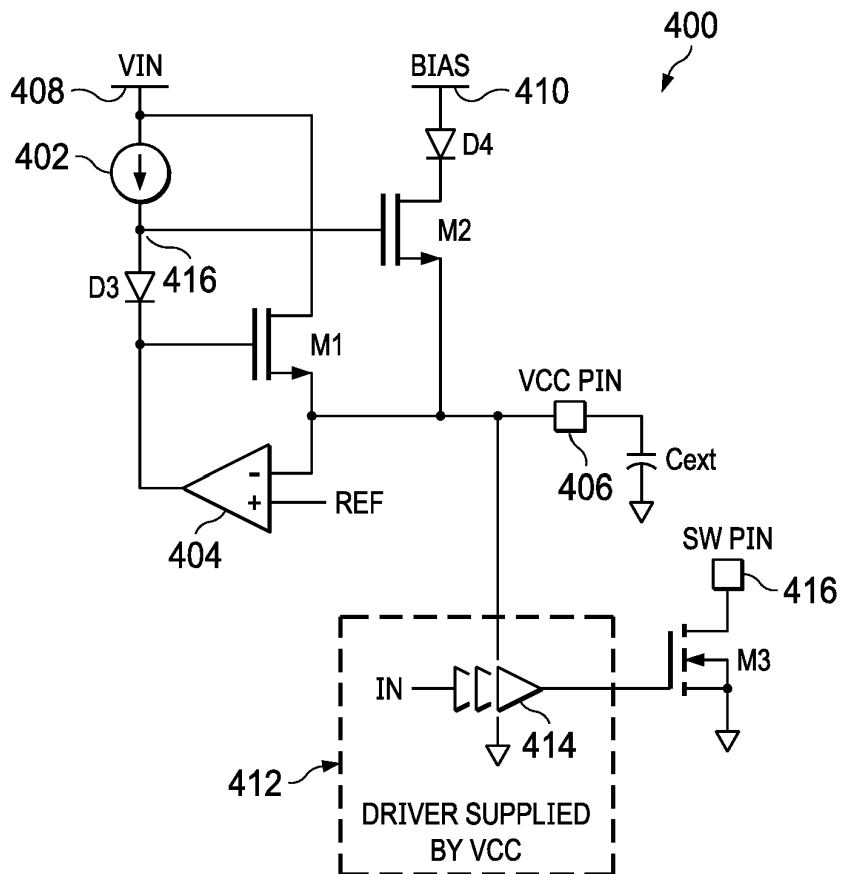 400
VIN
BIAS
408
410
402
D4
M2
416
D3
M1
VCC PIN
406
Cext
-
+
REF
404
SW PIN
416
M3
IN
414
412
DRIVER SUPPLIED
BY VCC